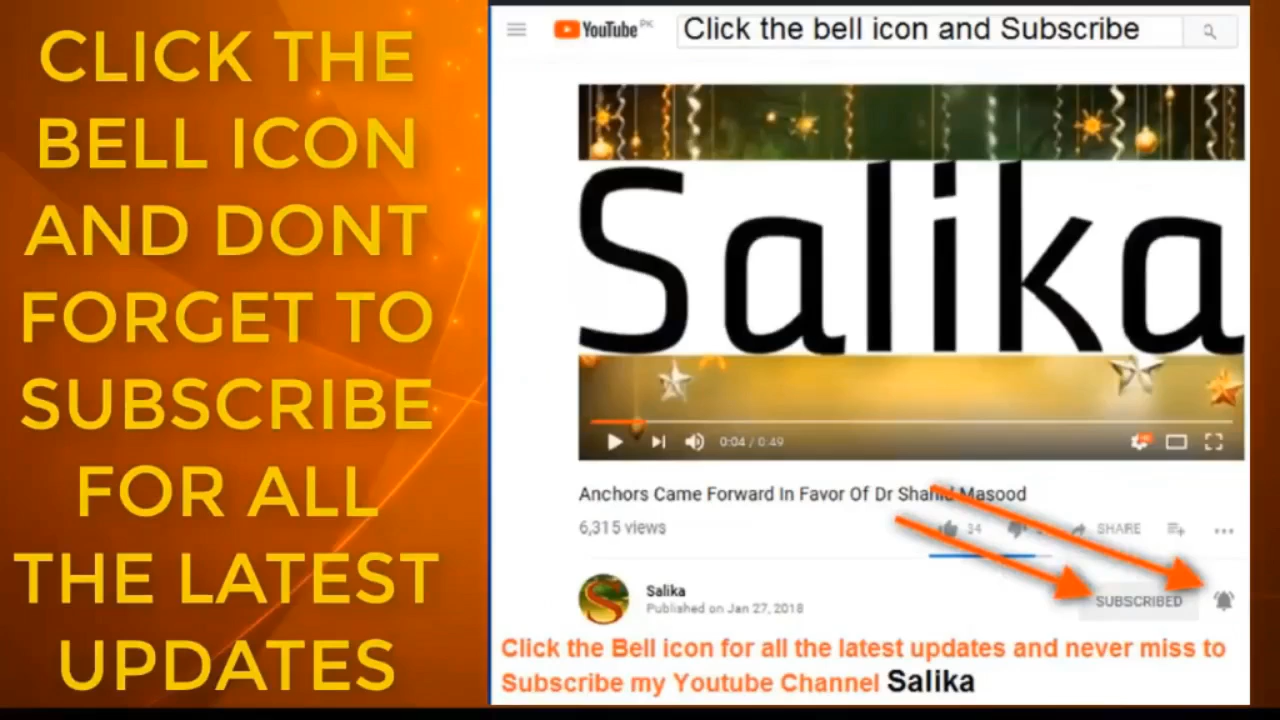 CLICK THE
BELL ICON
AND DONT
FORGET TO
SUBSCRIBE
FOR ALL
THE LATEST
UPDATES
YouTube PK
Click the bell icon and Subscribe
Salika
0:04 / 0:49
Anchors Came Forward In Favor Of Dr Shahid Masood
6,315 views
34
SHARE
Salika
Published on Jan 27, 2018
SUBSCRIBED
Click the Bell icon for all the latest updates and never miss to
Subscribe my Youtube Channel Salika